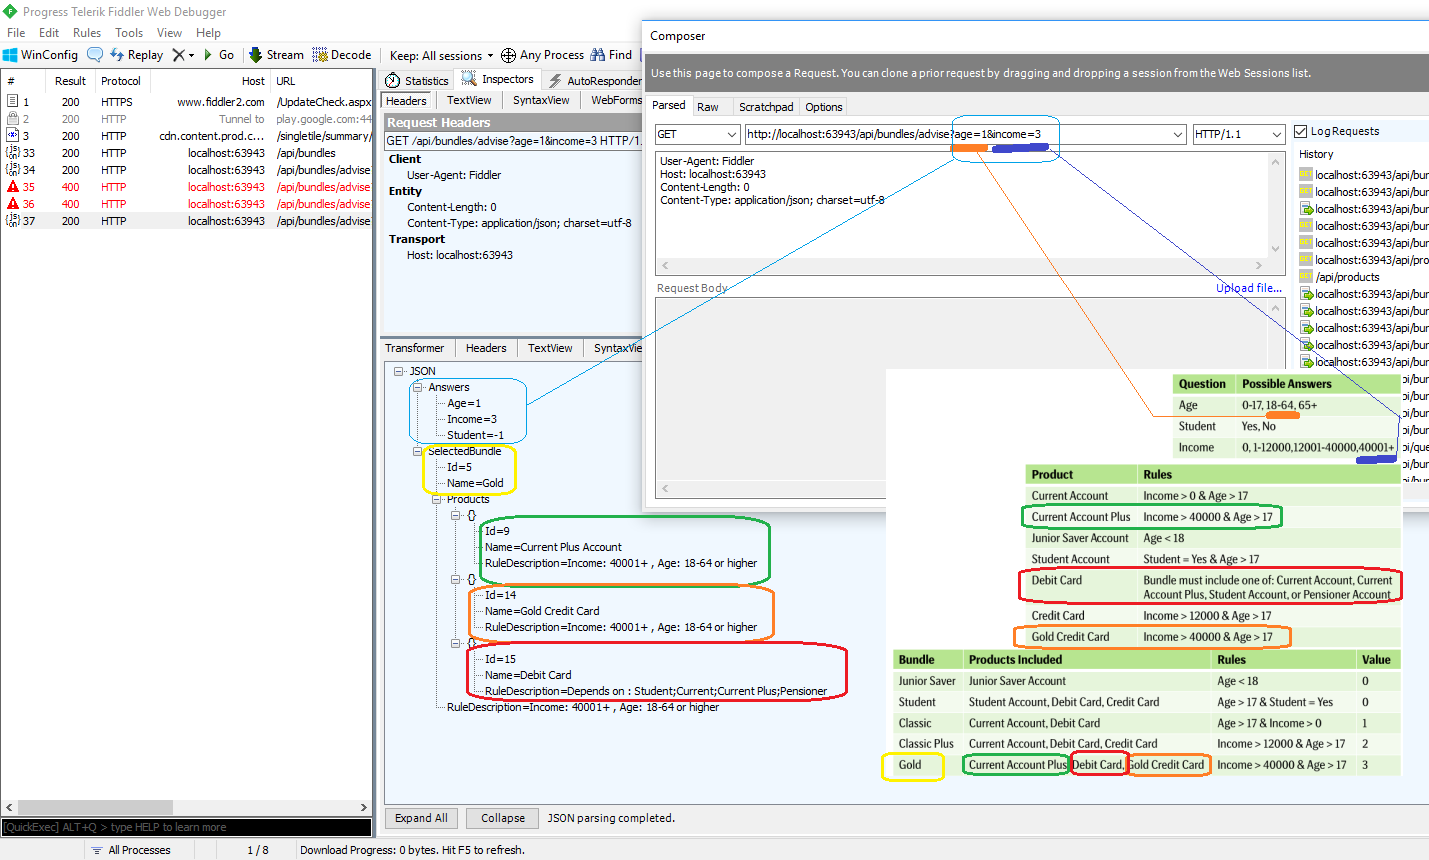 Progress Telerik Fiddler Web Debugger
File Edit Rules Tools View Help
WinConfig Replay Go Stream Decode Keep: All sessions Any Process Find
# Result Protocol Host URL
1 200 HTTPS www.fiddler2.com /UpdateCheck.aspx
2 200 HTTP Tunnel to play.google.com:44
3 200 HTTP cdn.content.prod.c... /singletile/summary/
33 200 HTTP localhost:63943 /api/bundles
34 200 HTTP localhost:63943 /api/bundles/advise?
35 400 HTTP localhost:63943 /api/bundles/advise?
36 400 HTTP localhost:63943 /api/bundles/advise?
37 200 HTTP localhost:63943 /api/bundles/advise
[QuickExec] ALT+Q > type HELP to learn more
All Processes 1 / 8 Download Progress: 0 bytes. Hit F5 to refresh.
Statistics Inspectors AutoResponder
Headers TextView SyntaxView WebForms
Request Headers
GET /api/bundles/advise?age=1&income=3 HTTP/1.
Client
User-Agent: Fiddler
Entity
Content-Length: 0
Content-Type: application/json; charset=utf-8
Transport
Host: localhost:63943
Transformer Headers TextView SyntaxVie
JSON
Answers
Age=1
Income=3
Student=-1
SelectedBundle
Id=5
Name=Gold
Products
{}
Id=9
Name=Current Plus Account
RuleDescription=Income: 40001+ , Age: 18-64 or higher
{}
Id=14
Name=Gold Credit Card
RuleDescription=Income: 40001+ , Age: 18-64 or higher
{}
Id=15
Name=Debit Card
RuleDescription=Depends on : Student;Current;Current Plus;Pensioner
RuleDescription=Income: 40001+ , Age: 18-64 or higher
Expand All Collapse JSON parsing completed.
Composer
Use this page to compose a Request. You can clone a prior request by dragging and dropping a session from the Web Sessions list.
Parsed Raw Scratchpad Options
GET http://localhost:63943/api/bundles/advise?age=1&income=3 HTTP/1.1
User-Agent: Fiddler
Host: localhost:63943
Content-Length: 0
Content-Type: application/json; charset=utf-8
Request Body Upload file...
Log Requests
History
GET localhost:63943/api/bun
GET localhost:63943/api/bun
localhost:63943/api/bun
GET localhost:63943/api/bun
GET localhost:63943/api/bun
GET localhost:63943/api/pro
GET /api/products
localhost:63943/api/bun
localhost:63943/api/bun
localhost:63943/api/bun
localhost:63943/api/bun
localhost:63943/api/bun
Question Possible Answers
Age 0-17, 18-64, 65+
Student Yes, No
Income 0, 1-12000,12001-40000,40001+
Product Rules
Current Account Income > 0 & Age > 17
Current Account Plus Income > 40000 & Age > 17
Junior Saver Account Age < 18
Student Account Student = Yes & Age > 17
Debit Card Bundle must include one of: Current Account, Current
Account Plus, Student Account, or Pensioner Account
Credit Card Income > 12000 & Age > 17
Gold Credit Card Income > 40000 & Age > 17
Bundle Products Included Rules Value
Junior Saver Junior Saver Account Age < 18 0
Student Student Account, Debit Card, Credit Card Age > 17 & Student = Yes 0
Classic Current Account, Debit Card Age > 17 & Income > 0 1
Classic Plus Current Account, Debit Card, Credit Card Income > 12000 & Age > 17 2
Gold Current Account Plus Debit Card, Gold Credit Card Income > 40000 & Age > 17 3